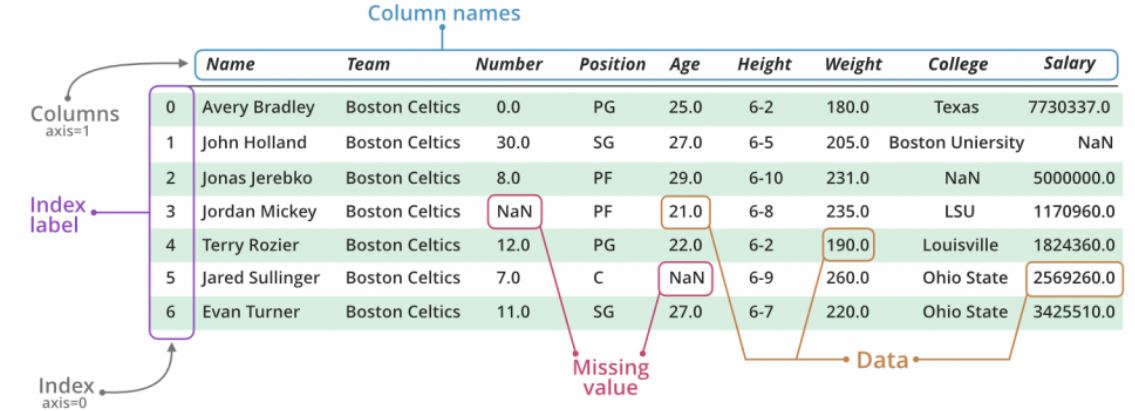 Column names
Name Team Number Position Age Height Weight College Salary
Columns
axis=1
0 Avery Bradley Boston Celtics 0.0 PG 25.0 6-2 180.0 Texas 7730337.0
1 John Holland Boston Celtics 30.0 SG 27.0 6-5 205.0 Boston Uniersity NaN
2 Jonas Jerebko Boston Celtics 8.0 PF 29.0 6-10 231.0 NaN 5000000.0
Index
label
3 Jordan Mickey Boston Celtics NaN PF 21.0 6-8 235.0 LSU 1170960.0
4 Terry Rozier Boston Celtics 12.0 PG 22.0 6-2 190.0 Louisville 1824360.0
5 Jared Sullinger Boston Celtics 7.0 C NaN 6-9 260.0 Ohio State 2569260.0
6 Evan Turner Boston Celtics 11.0 SG 27.0 6-7 220.0 Ohio State 3425510.0
Missing
value
Data
Index
axis=0